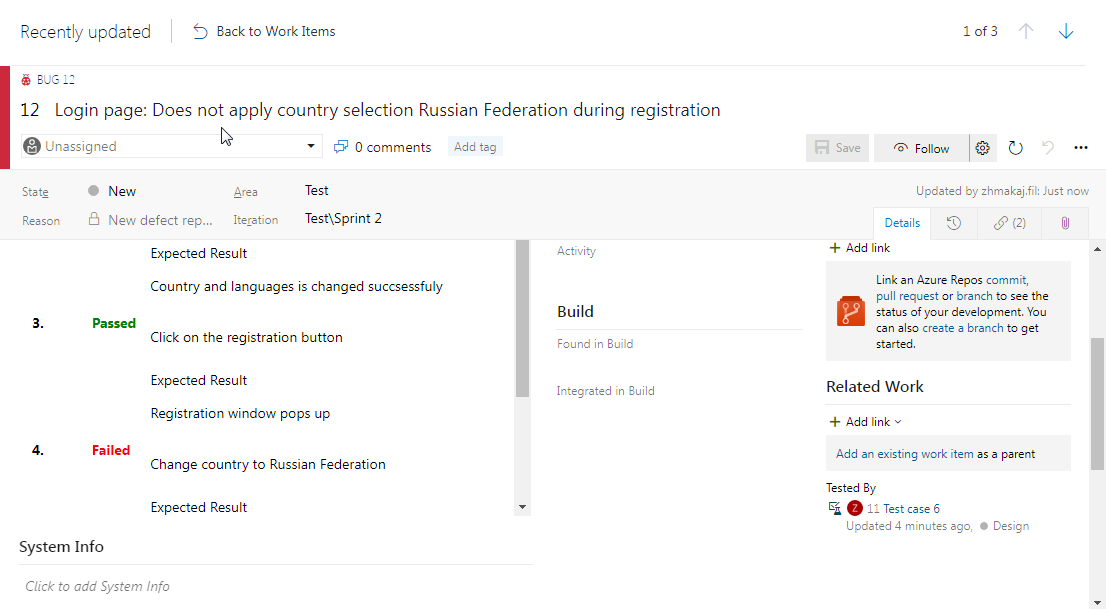 Recently updated
Back to Work Items
1 of 3
BUG 12
12 Login page: Does not apply country selection Russian Federation during registration
Unassigned
0 comments
Add tag
Save
Follow
State
New
Area
Test
Updated by zhmakaj.fil: Just now
Reason
New defect rep...
Iteration
Test\Sprint 2
Details
(2)
Expected Result
Country and languages is changed succsessfuly
3. Passed
Click on the registration button
Expected Result
Registration window pops up
4. Failed
Change country to Russian Federation
Expected Result
System Info
Click to add System Info
Activity
Build
Found in Build
Integrated in Build
+ Add link
Link an Azure Repos commit,
pull request or branch to see the
status of your development. You
can also create a branch to get
started.
Related Work
+ Add link
Add an existing work item as a parent
Tested By
Z 11 Test case 6
Updated 4 minutes ago, Design